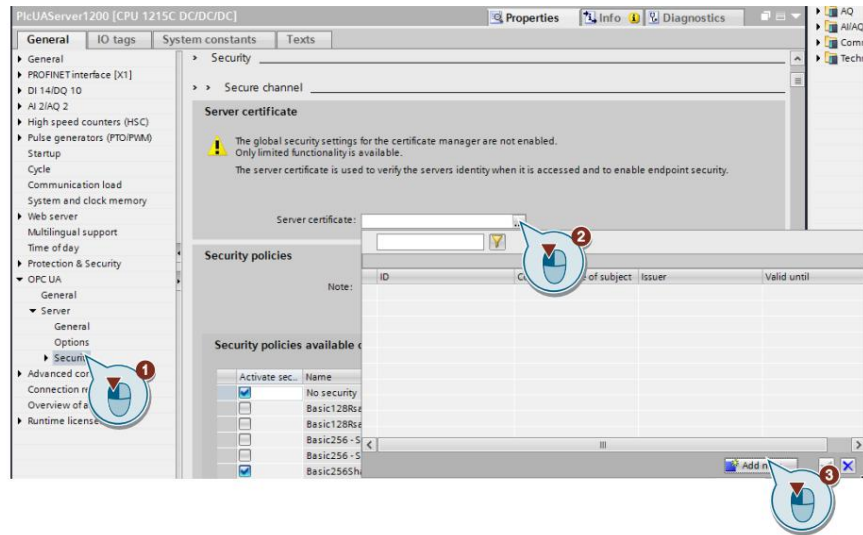 PlcUAServer1200 [CPU 1215C DC/DC/DC]
Properties Info Diagnostics
General IO tags System constants Texts
AQ
AI/AQ
Comm
Techn
General
PROFINET interface [X1]
DI 14/DQ 10
AI 2/AQ 2
High speed counters (HSC)
Pulse generators (PTO/PWM)
Startup
Cycle
Communication load
System and clock memory
Web server
Multilingual support
Time of day
Protection & Security
OPC UA
General
Server
General
Options
Securit
1
Advanced co
Connection r
Overview of a
Runtime license
Security
Secure channel
Server certificate
The global security settings for the certificate manager are not enabled.
Only limited functionality is available.
The server certificate is used to verify the servers identity when it is accessed and to enable endpoint security.
Server certificate:
2
Security policies
Note:
ID C e of subject Issuer Valid until
Security policies available
Activate sec.. Name
No security
Basic128Rsa
Basic128Rsa
Basic256 - S
Basic256 - S
Basic256Sha
Add n
3